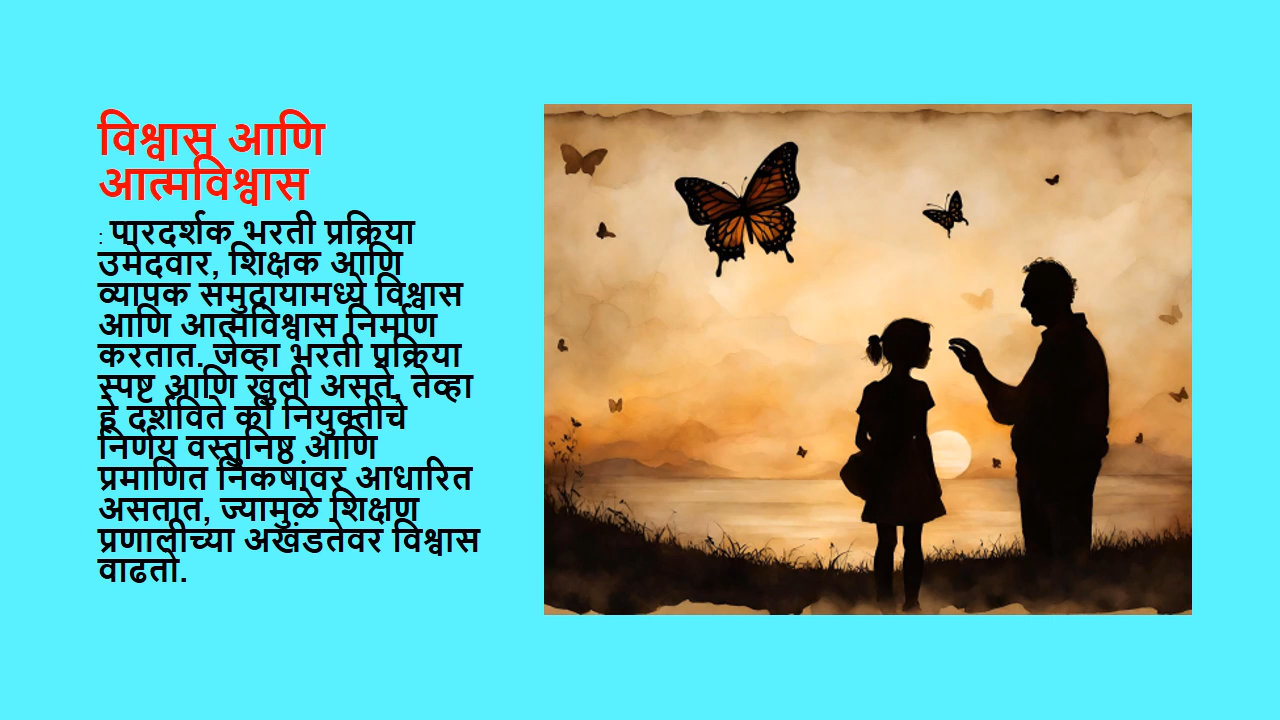 विश्वास आणि
आत्मविश्वास
: पारदर्शक भरती प्रक्रिया
उमेदवार, शिक्षक आणि
व्यापक समुदायामध्ये विश्वास
आणि आत्मविश्वास निर्माण
करतात. जेव्हा भरती प्रक्रिया
स्पष्ट आणि खुली असते, तेव्हा
हे दर्शविते की नियुक्तीचे
निर्णय वस्तुनिष्ठ आणि
प्रमाणित निकषांवर आधारित
असतात, ज्यामुळे शिक्षण
प्रणालीच्या अखंडतेवर विश्वास
वाढतो.